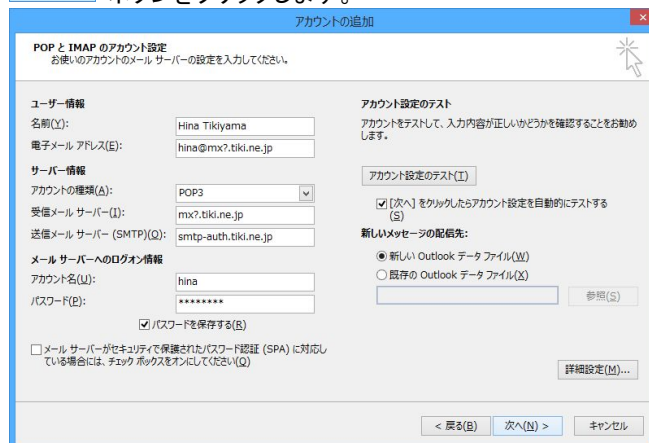 ボタンをクリックします。
アカウントの追加
POP と IMAP のアカウント設定
お使いのアカウントのメール サーバーの設定を入力してください。
ユーザー情報
名前(Y):
Hina Tikiyama
電子メール アドレス(E):
hina@mx?.tiki.ne.jp
サーバー情報
アカウントの種類(A):
POP3
受信メール サーバー(I):
mx?.tiki.ne.jp
送信メール サーバー (SMTP)(O):
smtp-auth.tiki.ne.jp
メール サーバーへのログオン情報
アカウント名(U):
hina
パスワード(P):
********
パスワードを保存する(R)
メール サーバーがセキュリティで保護されたパスワード認証 (SPA) に対応し
ている場合には、チェック ボックスをオンにしてください(Q)
アカウント設定のテスト
アカウントをテストして、入力内容が正しいかどうかを確認することをお勧め
します。
アカウント設定のテスト(T)
[次へ] をクリックしたらアカウント設定を自動的にテストする
(S)
新しいメッセージの配信先:
新しい Outlook データ ファイル(W)
既存の Outlook データ ファイル(X)
参照(S)
詳細設定(M)...
< 戻る(B)
次へ(N) >
キャンセル